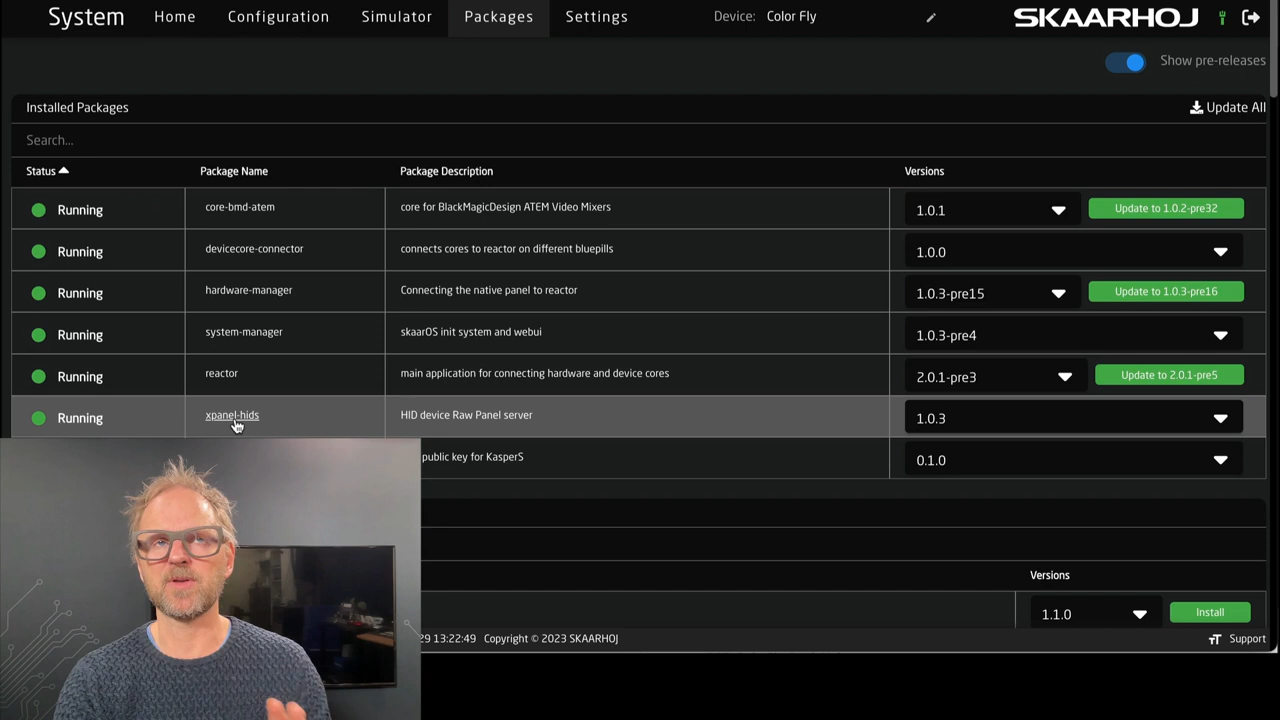 System Home Configuration Simulator Packages Settings Device: Color Fly SKAARHOJ
Show pre-releases
Installed Packages Update All
Search...
Status Package Name Package Description Versions
Running core-bmd-atem core for BlackMagicDesign ATEM Video Mixers 1.0.1 Update to 1.0.2-pre32
Running devicecore-connector connects cores to reactor on different bluepills 1.0.0
Running hardware-manager Connecting the native panel to reactor 1.0.3-pre15 Update to 1.0.3-pre16
Running system-manager skaarOS init system and webui 1.0.3-pre4
Running reactor main application for connecting hardware and device cores 2.0.1-pre3 Update to 2.0.1-pre5
Running xpanel-hids HID device Raw Panel server 1.0.3
public key for KasperS 0.1.0
Versions
1.1.0 Install
29 13:22:49 Copyright © 2023 SKAARHOJ Support